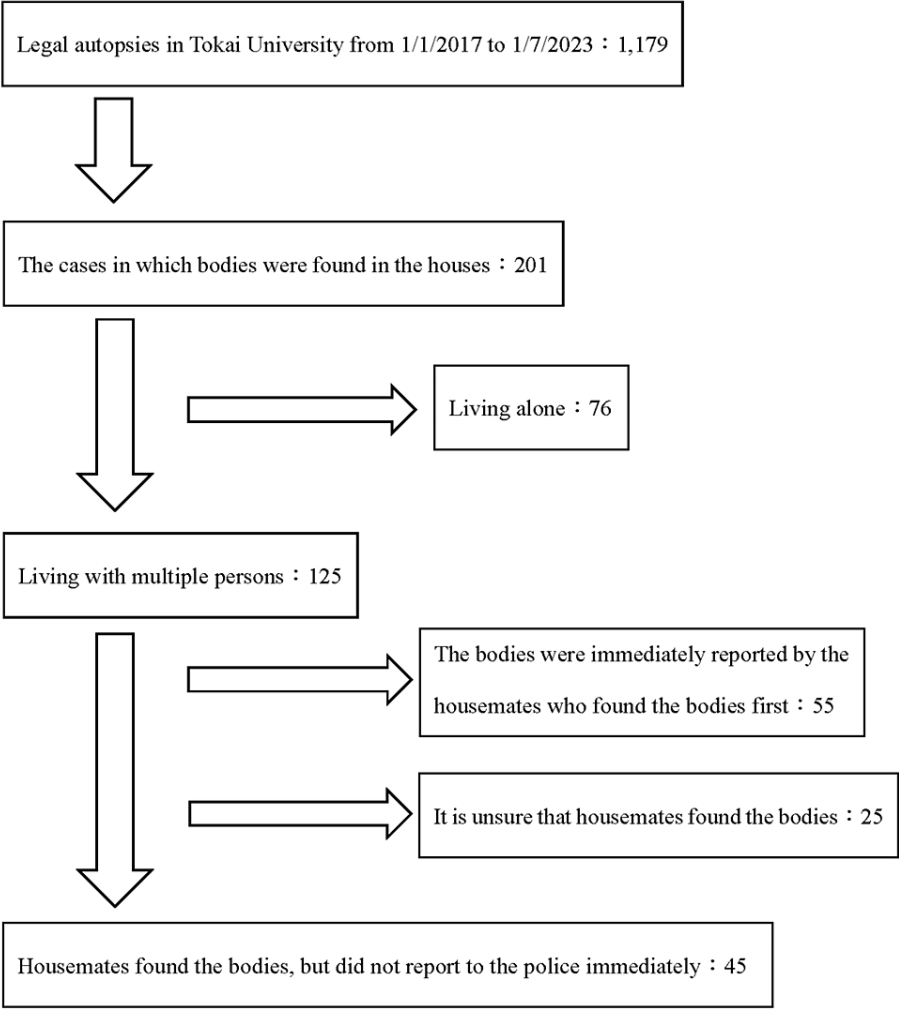 Legal autopsies in Tokai University from 1/1/2017 to 1/7/2023：1,179
The cases in which bodies were found in the houses：201
Living alone：76
Living with multiple persons：125
The bodies were immediately reported by the
housemates who found the bodies first：55
It is unsure that housemates found the bodies：25
Housemates found the bodies, but did not report to the police immediately：45